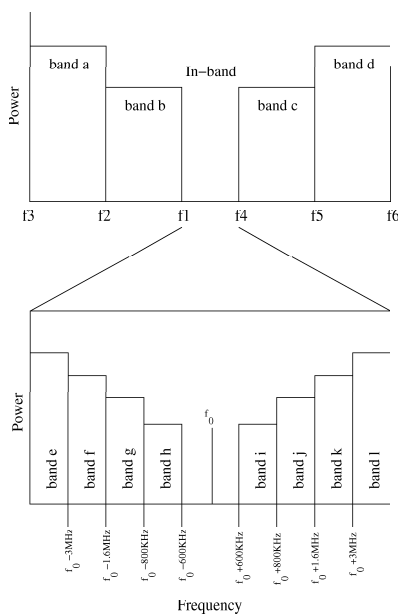 band a
In-band
band d
band b
band c
Power
f3 f2 f1 f4 f5 f6
Power
f0
band e
band f
band g
band h
band i
band j
band k
band l
f0-3MHz
f0-1.6MHz
f0-800KHz
f0-600KHz
f0+600KHz
f0+800KHz
f0+1.6MHz
f0+3MHz
Frequency